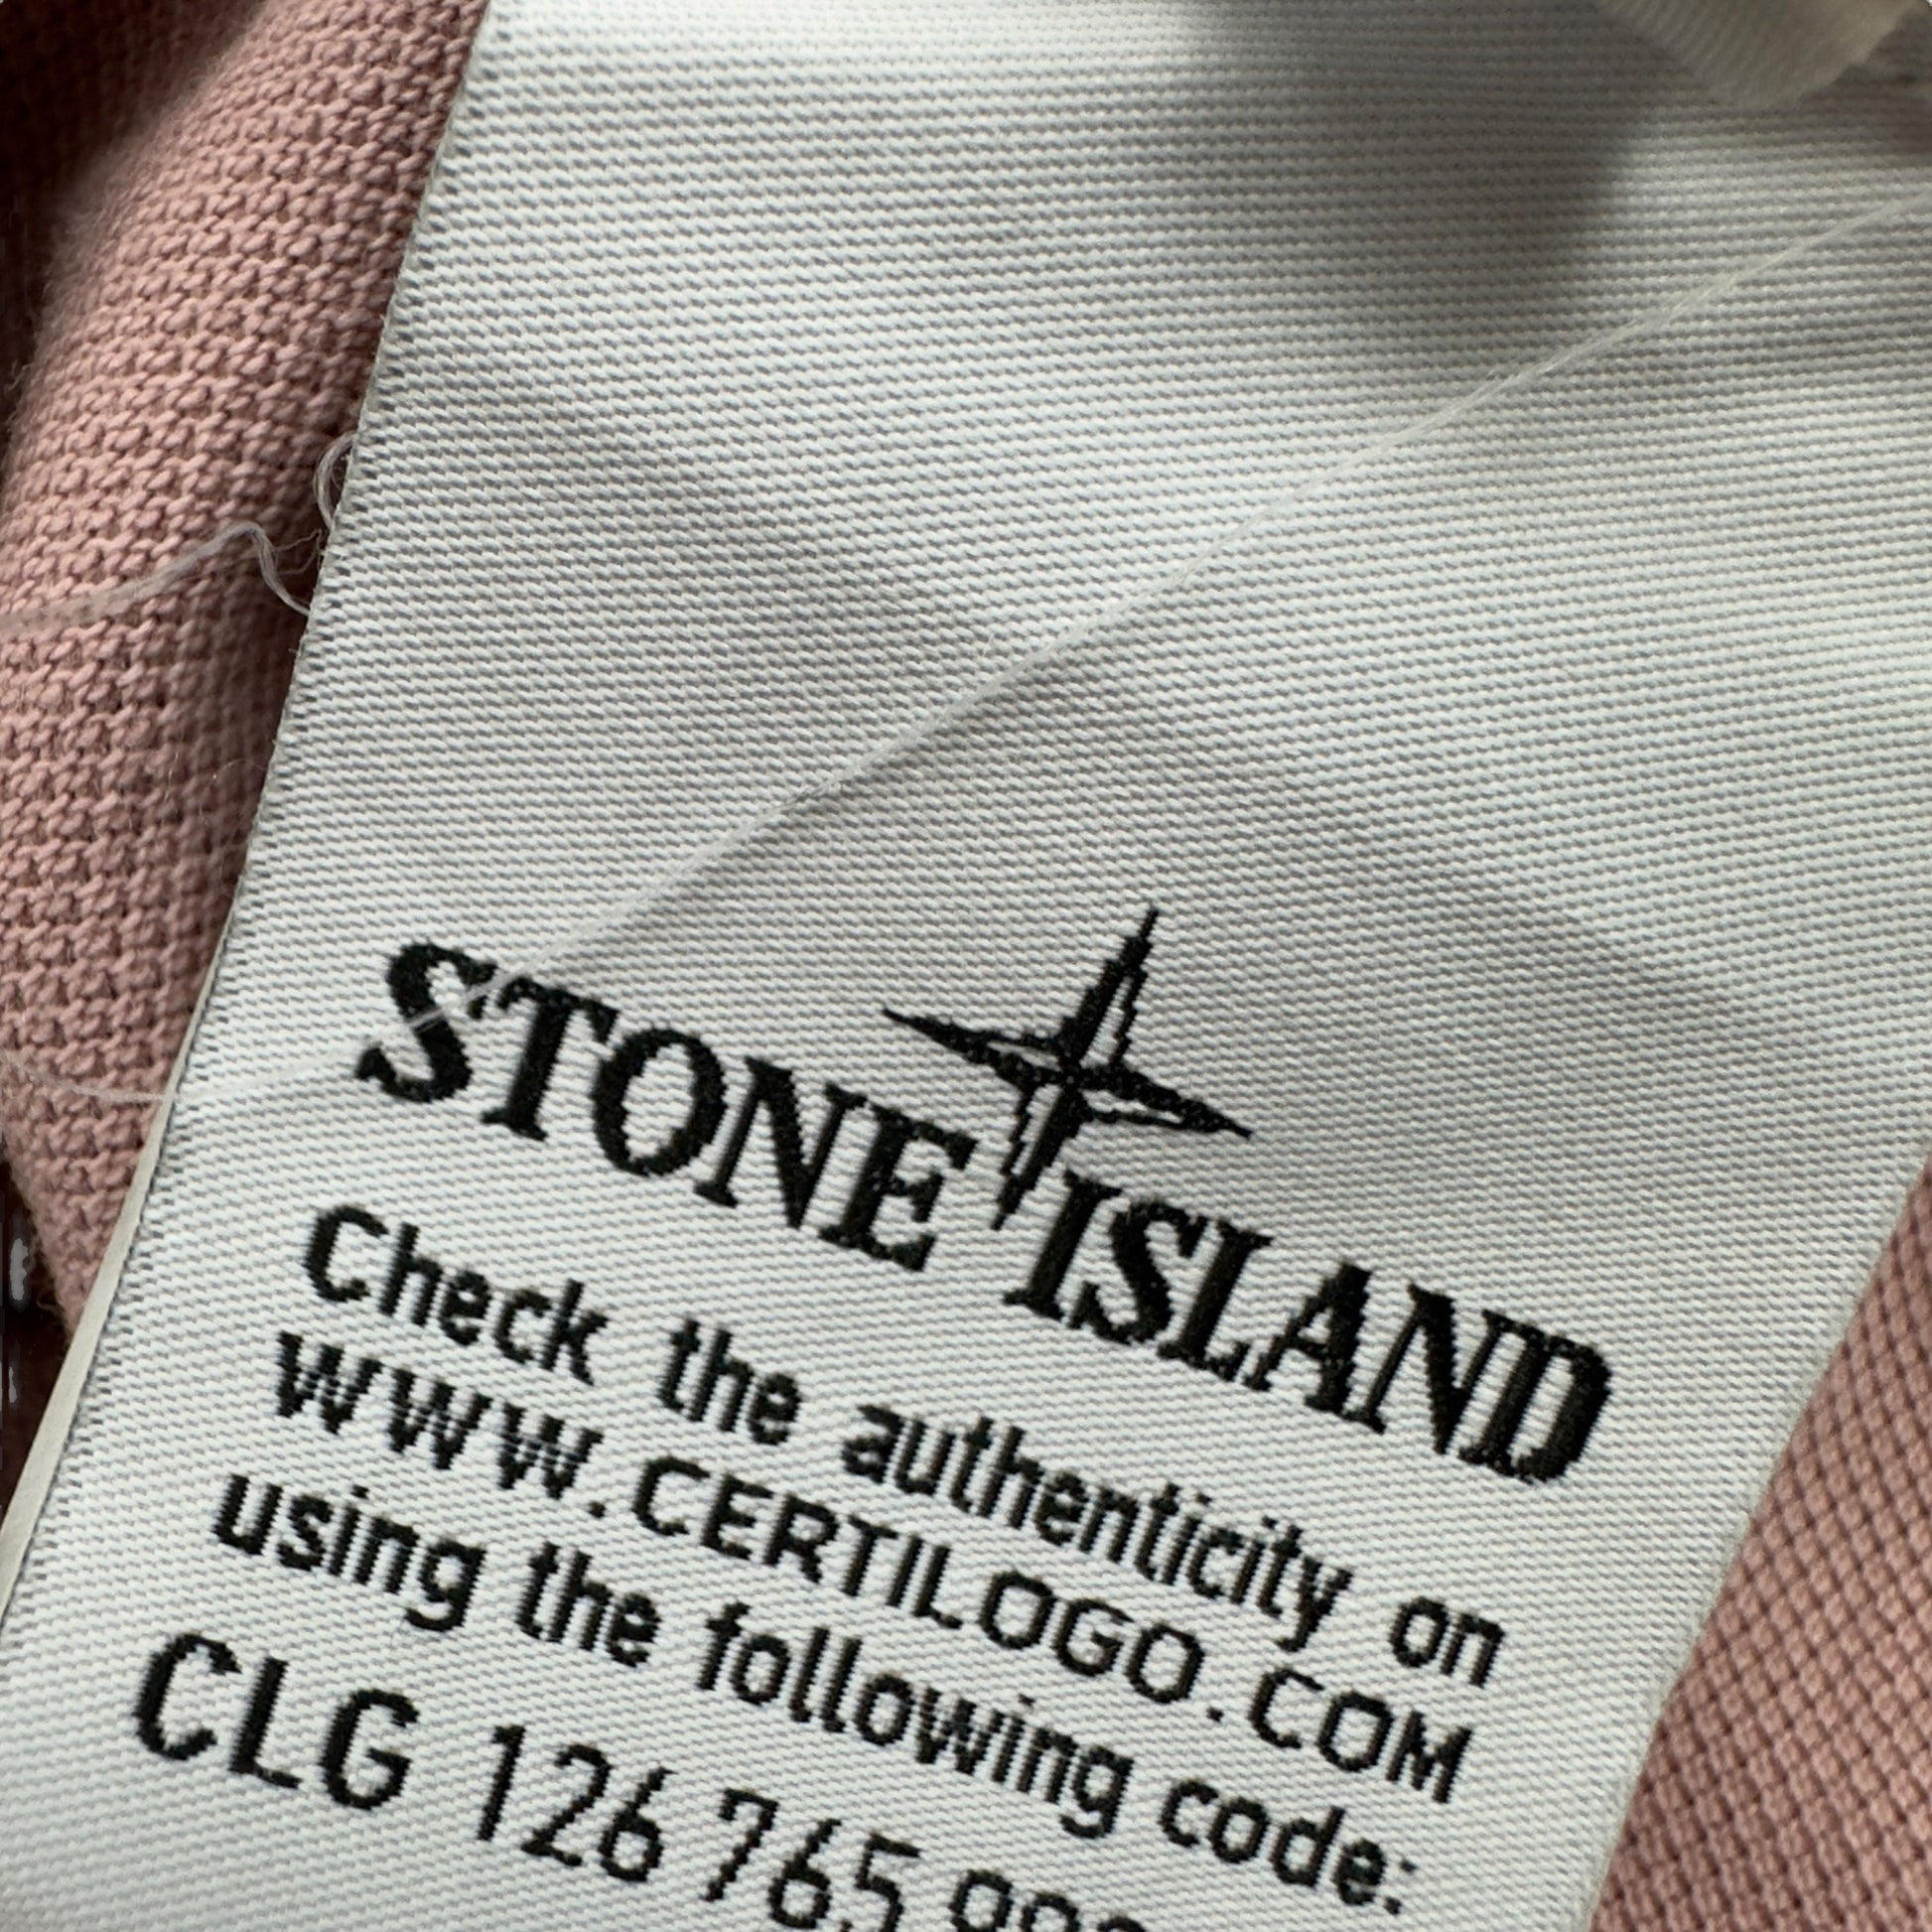 STONE ISLAND
Check the authenticity on
WWW.CERTILOGO.COM
using the following code:
CLG 126 765